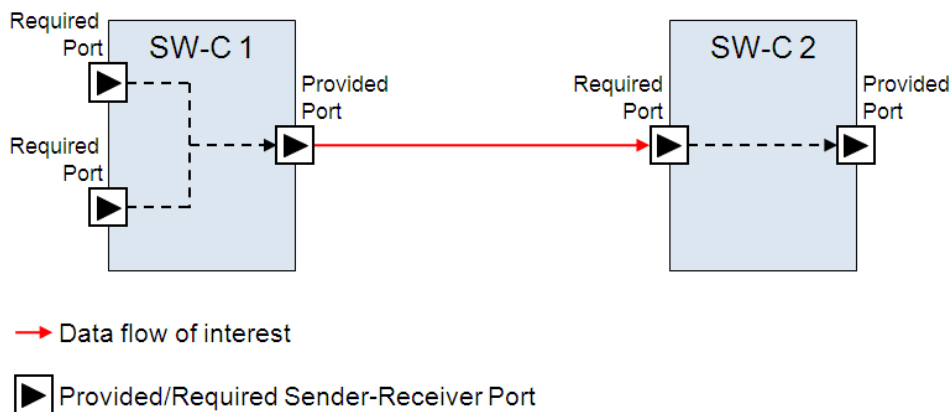 Required
Port
SW-C 1
Provided
Port
Required
Port
Required
Port
SW-C 2
Provided
Port
Data flow of interest
Provided/Required Sender-Receiver Port